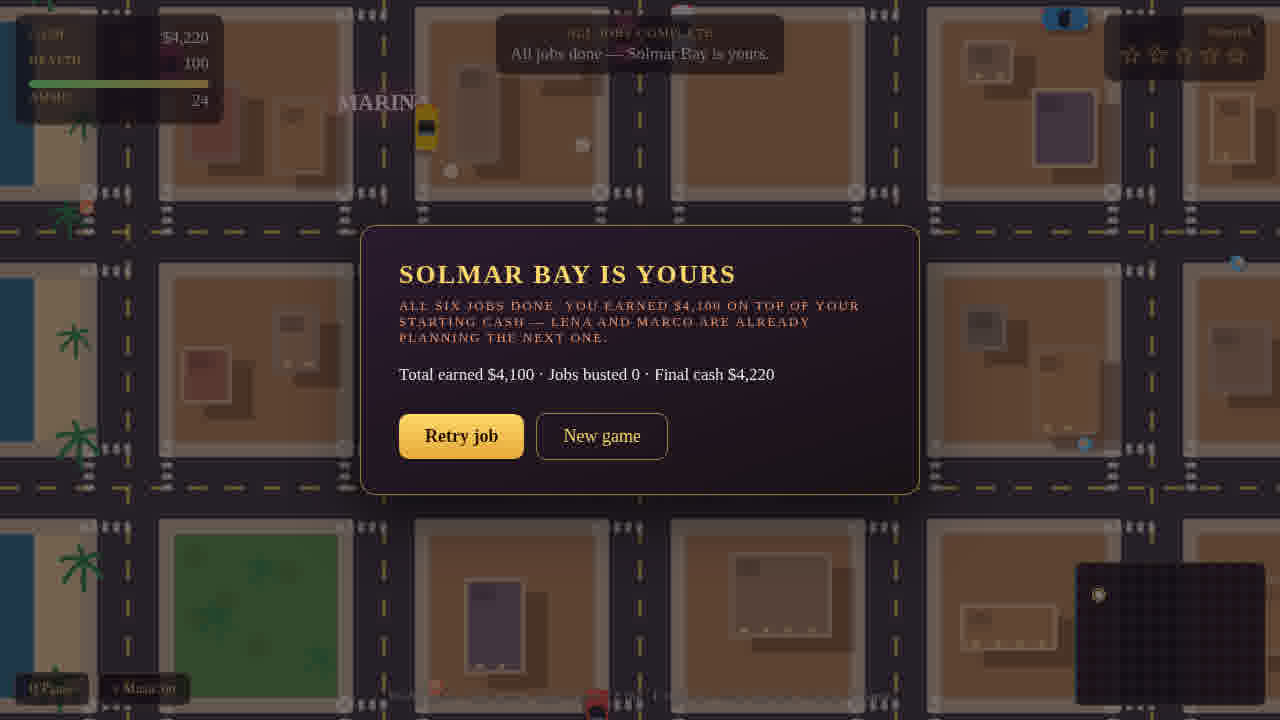 CASH $4,220
HEALTH 100
AMMO 24
ALL JOBS COMPLETE
All jobs done — Solmar Bay is yours.
Wanted
☆ ☆ ☆ ☆ ☆
MARINA
SOLMAR BAY IS YOURS
ALL SIX JOBS DONE. YOU EARNED $4,100 ON TOP OF YOUR
STARTING CASH — LENA AND MARCO ARE ALREADY
PLANNING THE NEXT ONE.
Total earned $4,100 · Jobs busted 0 · Final cash $4,220
Retry job
New game
Pause
Music on